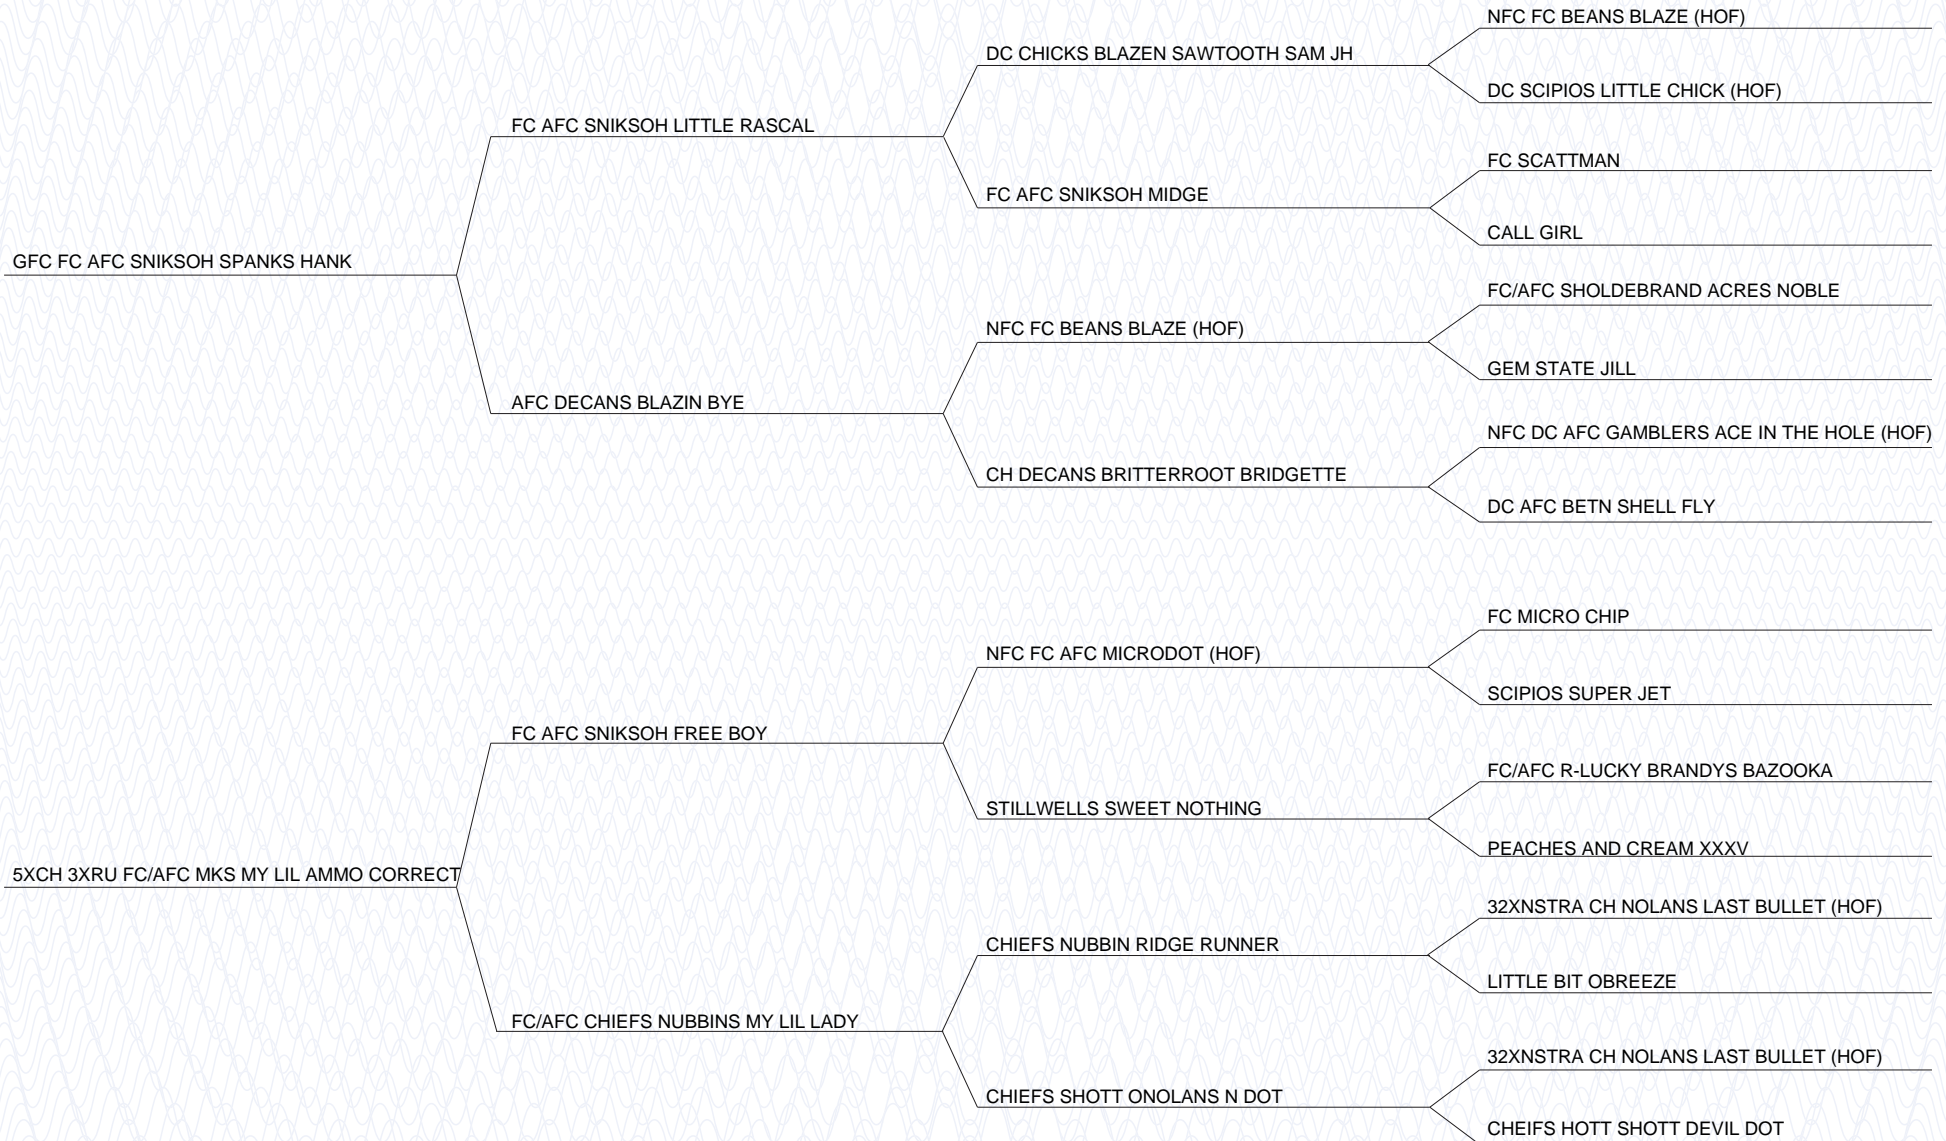 NFC FC BEANS BLAZE (HOF)
DC CHICKS BLAZEN SAWTOOTH SAM JH
DC SCIPIOS LITTLE CHICK (HOF)
FC AFC SNIKSOH LITTLE RASCAL
FC SCATTMAN
FC AFC SNIKSOH MIDGE
CALL GIRL
GFC FC AFC SNIKSOH SPANKS HANK
FC/AFC SHOLDEBRAND ACRES NOBLE
NFC FC BEANS BLAZE (HOF)
GEM STATE JILL
AFC DECANS BLAZIN BYE
NFC DC AFC GAMBLERS ACE IN THE HOLE (HOF)
CH DECANS BRITTERROOT BRIDGETTE
DC AFC BETN SHELL FLY
FC MICRO CHIP
NFC FC AFC MICRODOT (HOF)
SCIPIOS SUPER JET
FC AFC SNIKSOH FREE BOY
FC/AFC R-LUCKY BRANDYS BAZOOKA
STILLWELLS SWEET NOTHING
PEACHES AND CREAM XXXV
5XCH 3XRU FC/AFC MKS MY LIL AMMO CORRECT
32XNSTRA CH NOLANS LAST BULLET (HOF)
CHIEFS NUBBIN RIDGE RUNNER
LITTLE BIT OBREEZE
FC/AFC CHIEFS NUBBINS MY LIL LADY
32XNSTRA CH NOLANS LAST BULLET (HOF)
CHIEFS SHOTT ONOLANS N DOT
CHEIFS HOTT SHOTT DEVIL DOT